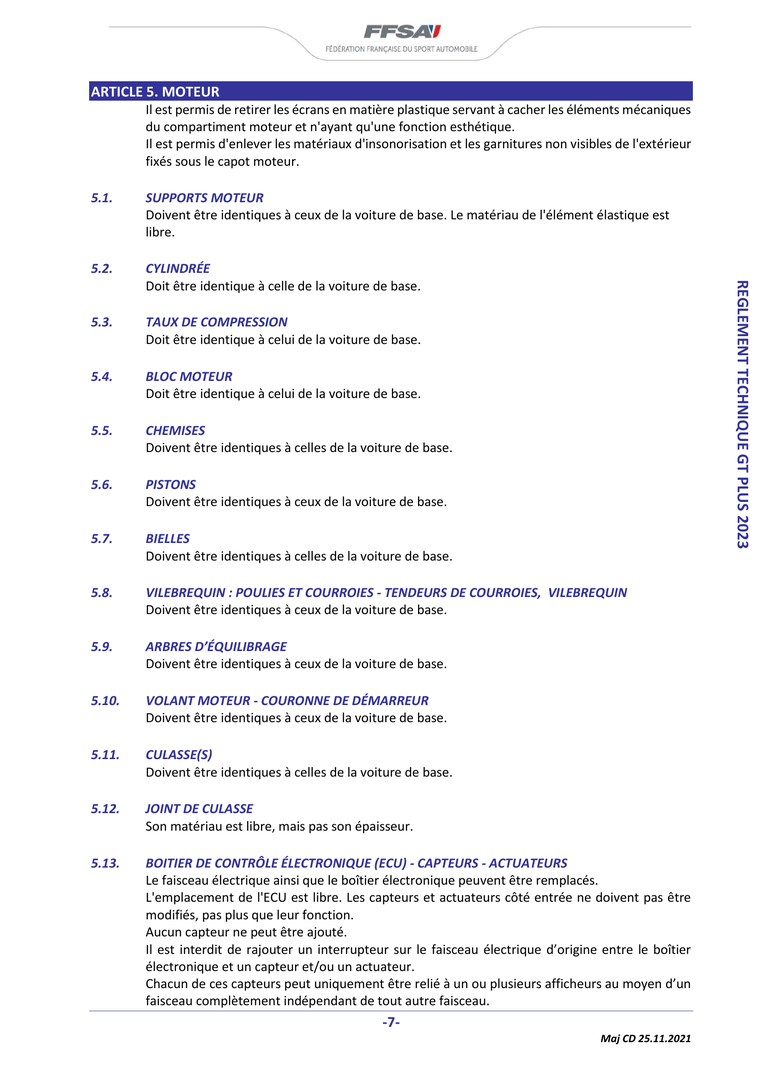 FFSA
FÉDÉRATION FRANÇAISE DU SPORT AUTOMOBILE
ARTICLE 5. MOTEUR
Il est permis de retirer les écrans en matière plastique servant à cacher les éléments mécaniques
du compartiment moteur et n'ayant qu'une fonction esthétique.
Il est permis d'enlever les matériaux d'insonorisation et les garnitures non visibles de l'extérieur
fixés sous le capot moteur.
5.1. SUPPORTS MOTEUR
Doivent être identiques à ceux de la voiture de base. Le matériau de l'élément élastique est
libre.
5.2. CYLINDRÉE
Doit être identique à celle de la voiture de base.
5.3. TAUX DE COMPRESSION
Doit être identique à celui de la voiture de base.
5.4. BLOC MOTEUR
Doit être identique à celui de la voiture de base.
5.5. CHEMISES
Doivent être identiques à celles de la voiture de base.
5.6. PISTONS
Doivent être identiques à ceux de la voiture de base.
5.7. BIELLES
Doivent être identiques à celles de la voiture de base.
5.8. VILEBREQUIN : POULIES ET COURROIES - TENDEURS DE COURROIES, VILEBREQUIN
Doivent être identiques à ceux de la voiture de base.
5.9. ARBRES D’ÉQUILIBRAGE
Doivent être identiques à ceux de la voiture de base.
5.10. VOLANT MOTEUR - COURONNE DE DÉMARREUR
Doivent être identiques à ceux de la voiture de base.
5.11. CULASSE(S)
Doivent être identiques à celles de la voiture de base.
5.12. JOINT DE CULASSE
Son matériau est libre, mais pas son épaisseur.
5.13. BOITIER DE CONTRÔLE ÉLECTRONIQUE (ECU) - CAPTEURS - ACTUATEURS
Le faisceau électrique ainsi que le boîtier électronique peuvent être remplacés.
L'emplacement de l'ECU est libre. Les capteurs et actuateurs côté entrée ne doivent pas être
modifiés, pas plus que leur fonction.
Aucun capteur ne peut être ajouté.
Il est interdit de rajouter un interrupteur sur le faisceau électrique d’origine entre le boîtier
électronique et un capteur et/ou un actuateur.
Chacun de ces capteurs peut uniquement être relié à un ou plusieurs afficheurs au moyen d’un
faisceau complètement indépendant de tout autre faisceau.
REGLEMENT TECHNIQUE GT PLUS 2023
-7-
Maj CD 25.11.2021